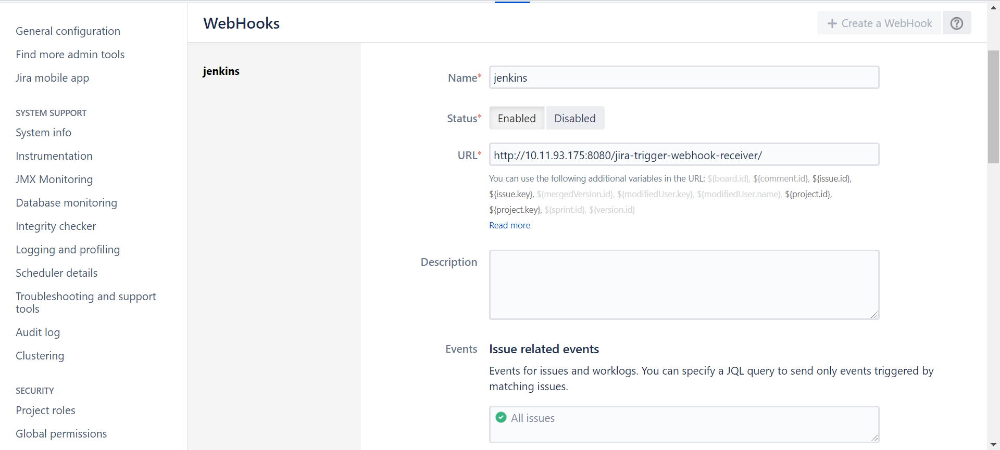 General configuration
Find more admin tools
Jira mobile app
SYSTEM SUPPORT
System info
Instrumentation
JMX Monitoring
Database monitoring
Integrity checker
Logging and profiling
Scheduler details
Troubleshooting and support
tools
Audit log
Clustering
SECURITY
Project roles
Global permissions
WebHooks
Create a WebHook
jenkins
Name*
jenkins
Status*
Enabled
Disabled
URL*
http://10.11.93.175:8080/jira-trigger-webhook-receiver/
You can use the following additional variables in the URL: ${board.id}, ${comment.id}, ${issue.id},
${issue.key}, ${mergedVersion.id}, ${modifiedUser.key}, ${modifiedUser.name}, ${project.id},
${project.key}, ${sprint.id}, ${version.id}
Read more
Description
Events
Issue related events
Events for issues and worklogs. You can specify a JQL query to send only events triggered by
matching issues.
All issues